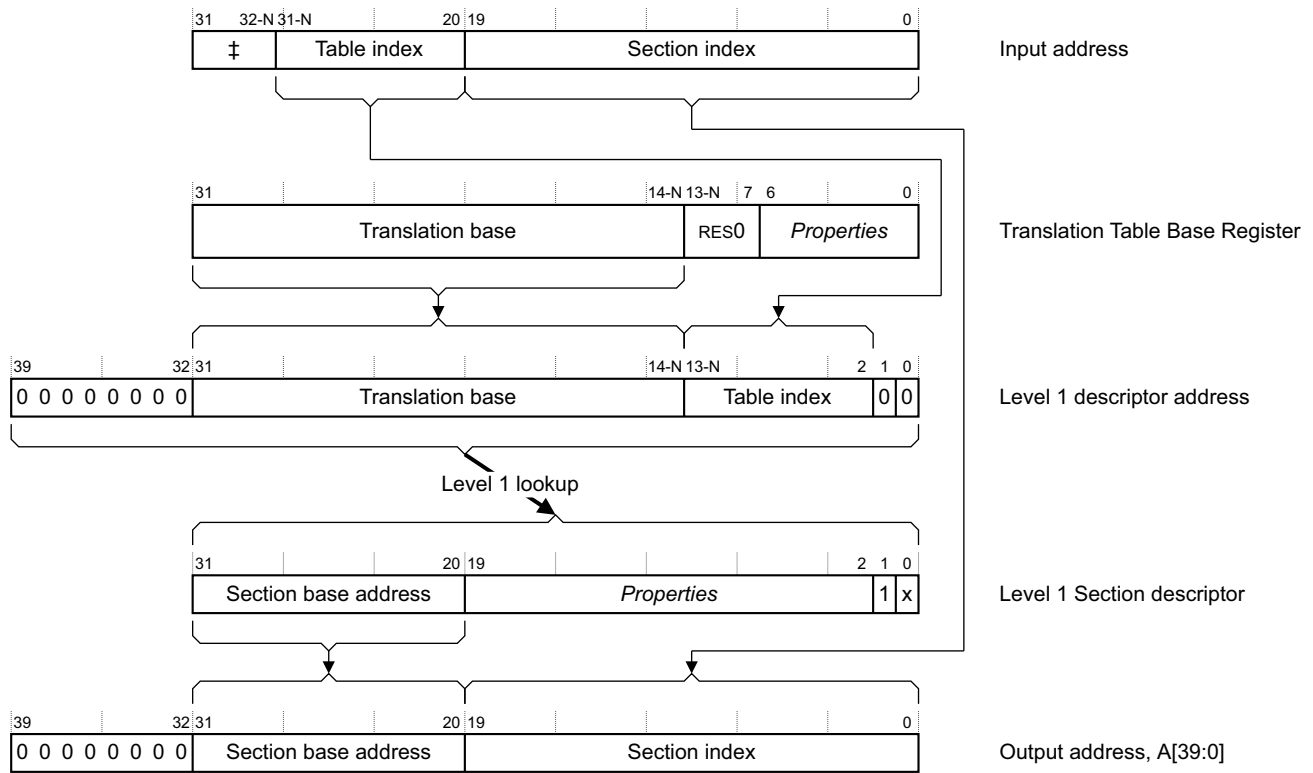 31 32-N 31-N 20 19 0
‡ Table index Section index Input address
31 14-N 13-N 7 6 0
Translation base RES0 Properties Translation Table Base Register
39 32 31 14-N 13-N 2 1 0
0 0 0 0 0 0 0 0 Translation base Table index 0 0 Level 1 descriptor address
Level 1 lookup
31 20 19 2 1 0
Section base address Properties 1 x Level 1 Section descriptor
39 32 31 20 19 0
0 0 0 0 0 0 0 0 Section base address Section index Output address, A[39:0]